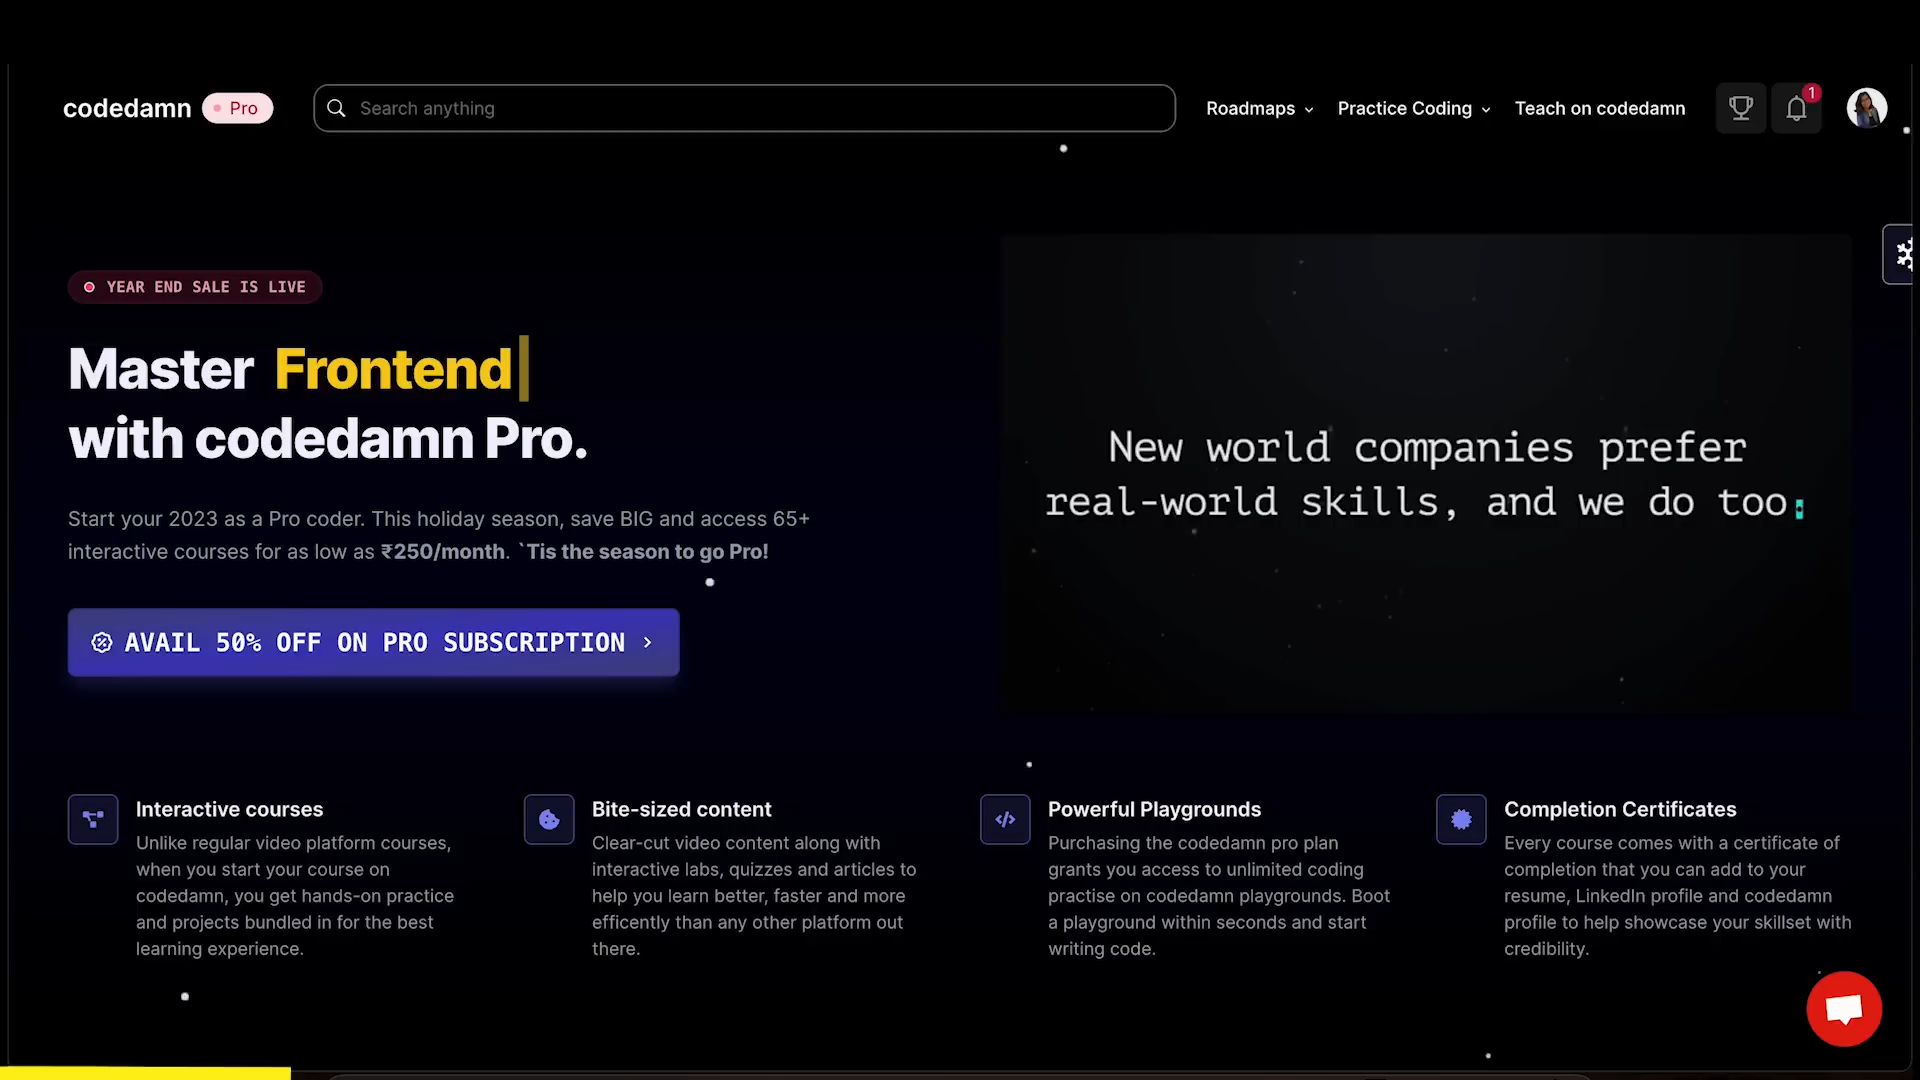 codedamn Pro Search anything Roadmaps Practice Coding Teach on codedamn 1
YEAR END SALE IS LIVE
Master Frontend
with codedamn Pro.
Start your 2023 as a Pro coder. This holiday season, save BIG and access 65+
interactive courses for as low as ₹250/month. `Tis the season to go Pro!
AVAIL 50% OFF ON PRO SUBSCRIPTION
New world companies prefer
real-world skills, and we do too
Interactive courses
Unlike regular video platform courses,
when you start your course on
codedamn, you get hands-on practice
and projects bundled in for the best
learning experience.
Bite-sized content
Clear-cut video content along with
interactive labs, quizzes and articles to
help you learn better, faster and more
efficently than any other platform out
there.
Powerful Playgrounds
Purchasing the codedamn pro plan
grants you access to unlimited coding
practise on codedamn playgrounds. Boot
a playground within seconds and start
writing code.
Completion Certificates
Every course comes with a certificate of
completion that you can add to your
resume, LinkedIn profile and codedamn
profile to help showcase your skillset with
credibility.